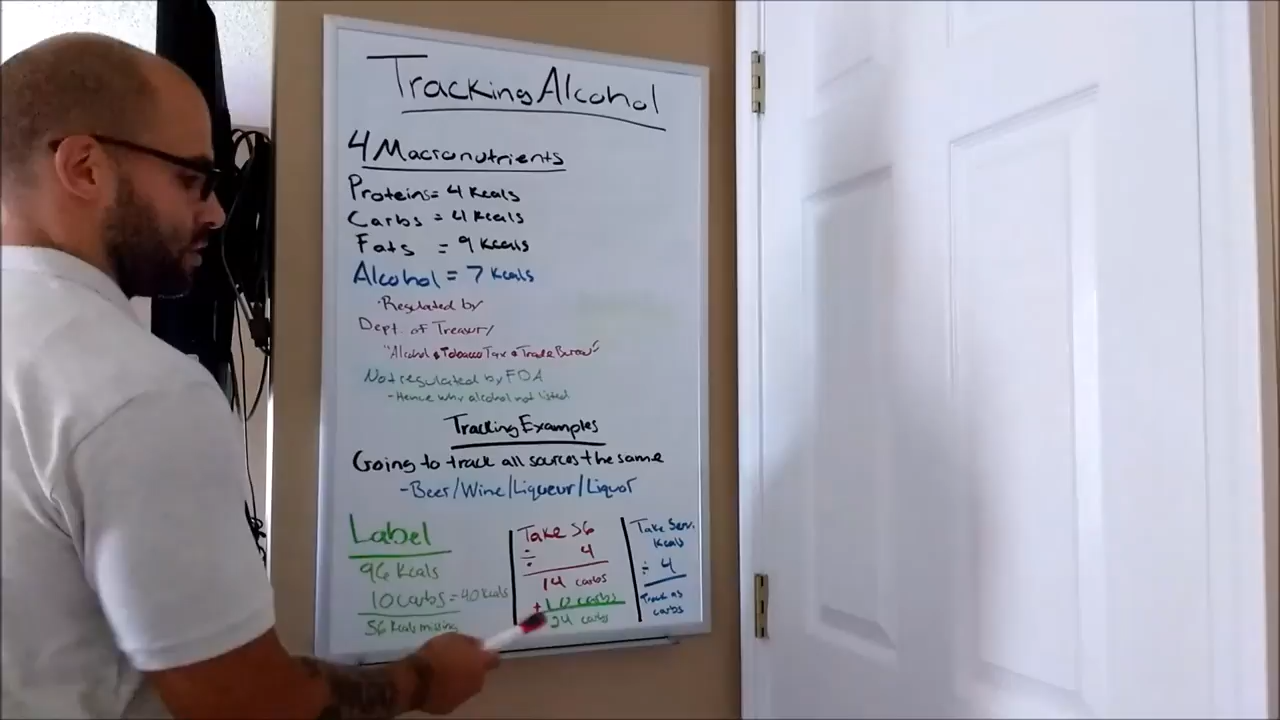 Tracking Alcohol
4 Macronutrients
Proteins = 4 Kcals
Carbs = 4 Kcals
Fats = 9 Kcals
Alcohol = 7 Kcals
- Regulated by
Dept. of Treasury
"Alcohol & Tobacco Tax & Trade Bureau"
Not regulated by FDA
- Hence why alcohol not listed
Tracking Examples
Going to track all sources the same
- Beer/Wine/Liqueur/Liquor
Label
96 Kcals
10 carbs = 40 Kcals
56 Kcals missing
Take 56
÷ 4
14 carbs
+ 10 carbs
24 carbs
Take Serv.
Kcals
÷ 4
Track as
carbs